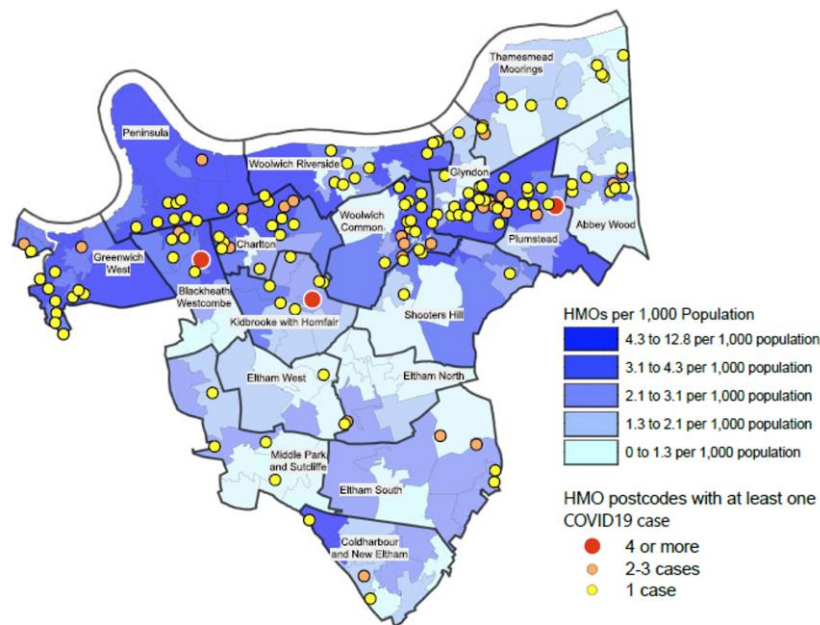 Thamesmead
Moorings
Peninsula
Woolwich Riverside
Glyndon
Woolwich
Common
Abbey Wood
Charlton
Plumstead
Greenwich
West
Blackheath
Westcombe
Shooters Hill
Kidbrooke with Hornfair
Eltham West
Eltham North
Middle Park
and Sutcliffe
Eltham South
Coldharbour
and New Eltham
HMOs per 1,000 Population
4.3 to 12.8 per 1,000 population
3.1 to 4.3 per 1,000 population
2.1 to 3.1 per 1,000 population
1.3 to 2.1 per 1,000 population
0 to 1.3 per 1,000 population
HMO postcodes with at least one
COVID19 case
4 or more
2-3 cases
1 case